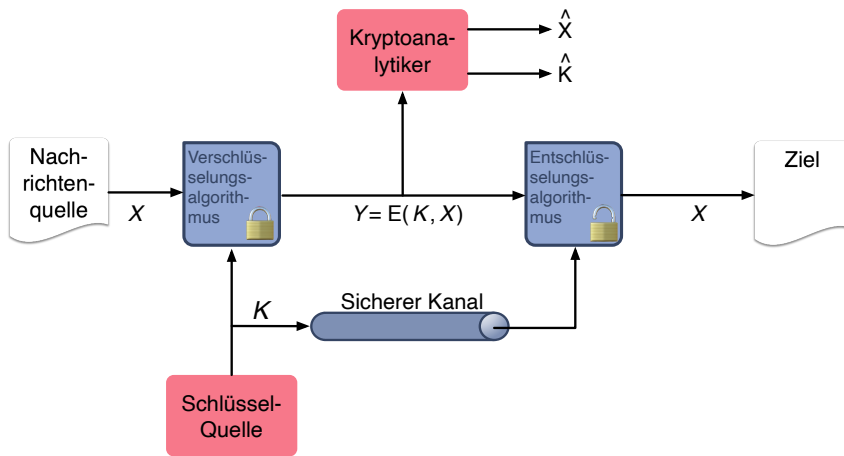 Kryptoana-
lytiker
X̂
K̂
Nach-
richten-
quelle
X
Verschlüs-
selungs-
algorith-
mus
Y = E(K, X)
Entschlüs-
selungs-
algorith-
mus
X
Ziel
K
Sicherer Kanal
Schlüssel-
Quelle